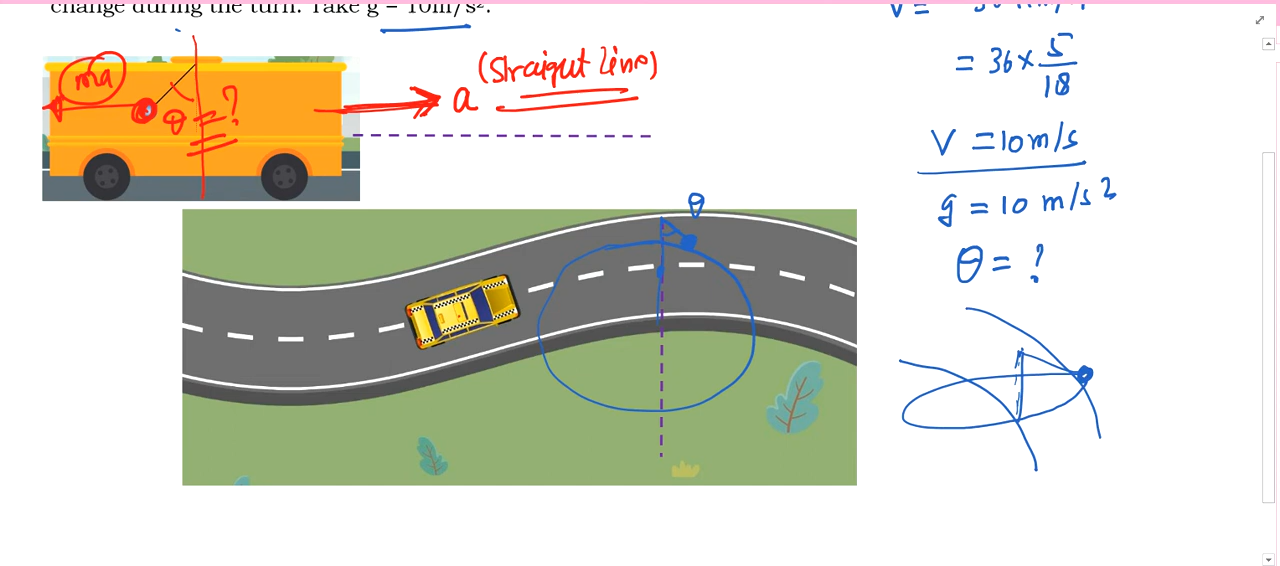 change during the turn. Take g = 10m/s².
= 36 × 5/18
V = 10 m/s
g = 10 m/s²
θ = ?
ma
θ = ?
a
(Straight line)
θ